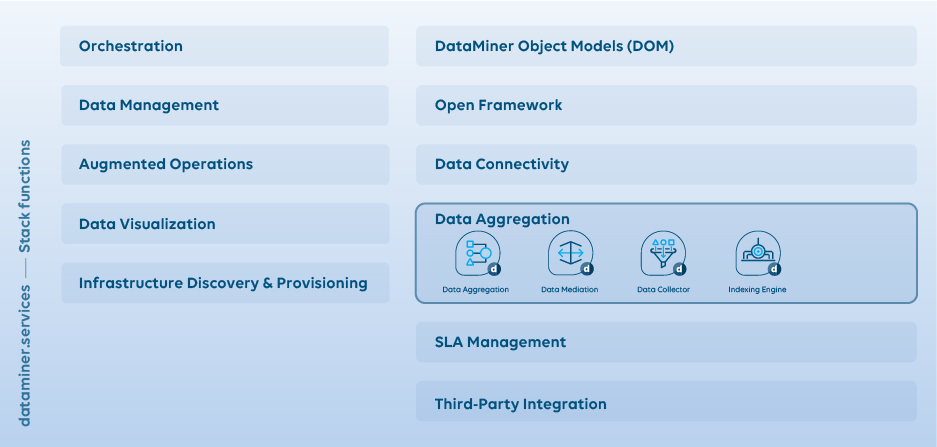 dataminer.services — Stack functions
Orchestration
Data Management
Augmented Operations
Data Visualization
Infrastructure Discovery & Provisioning
DataMiner Object Models (DOM)
Open Framework
Data Connectivity
Data Aggregation
d d d d
Data Aggregation Data Mediation Data Collector Indexing Engine
SLA Management
Third-Party Integration